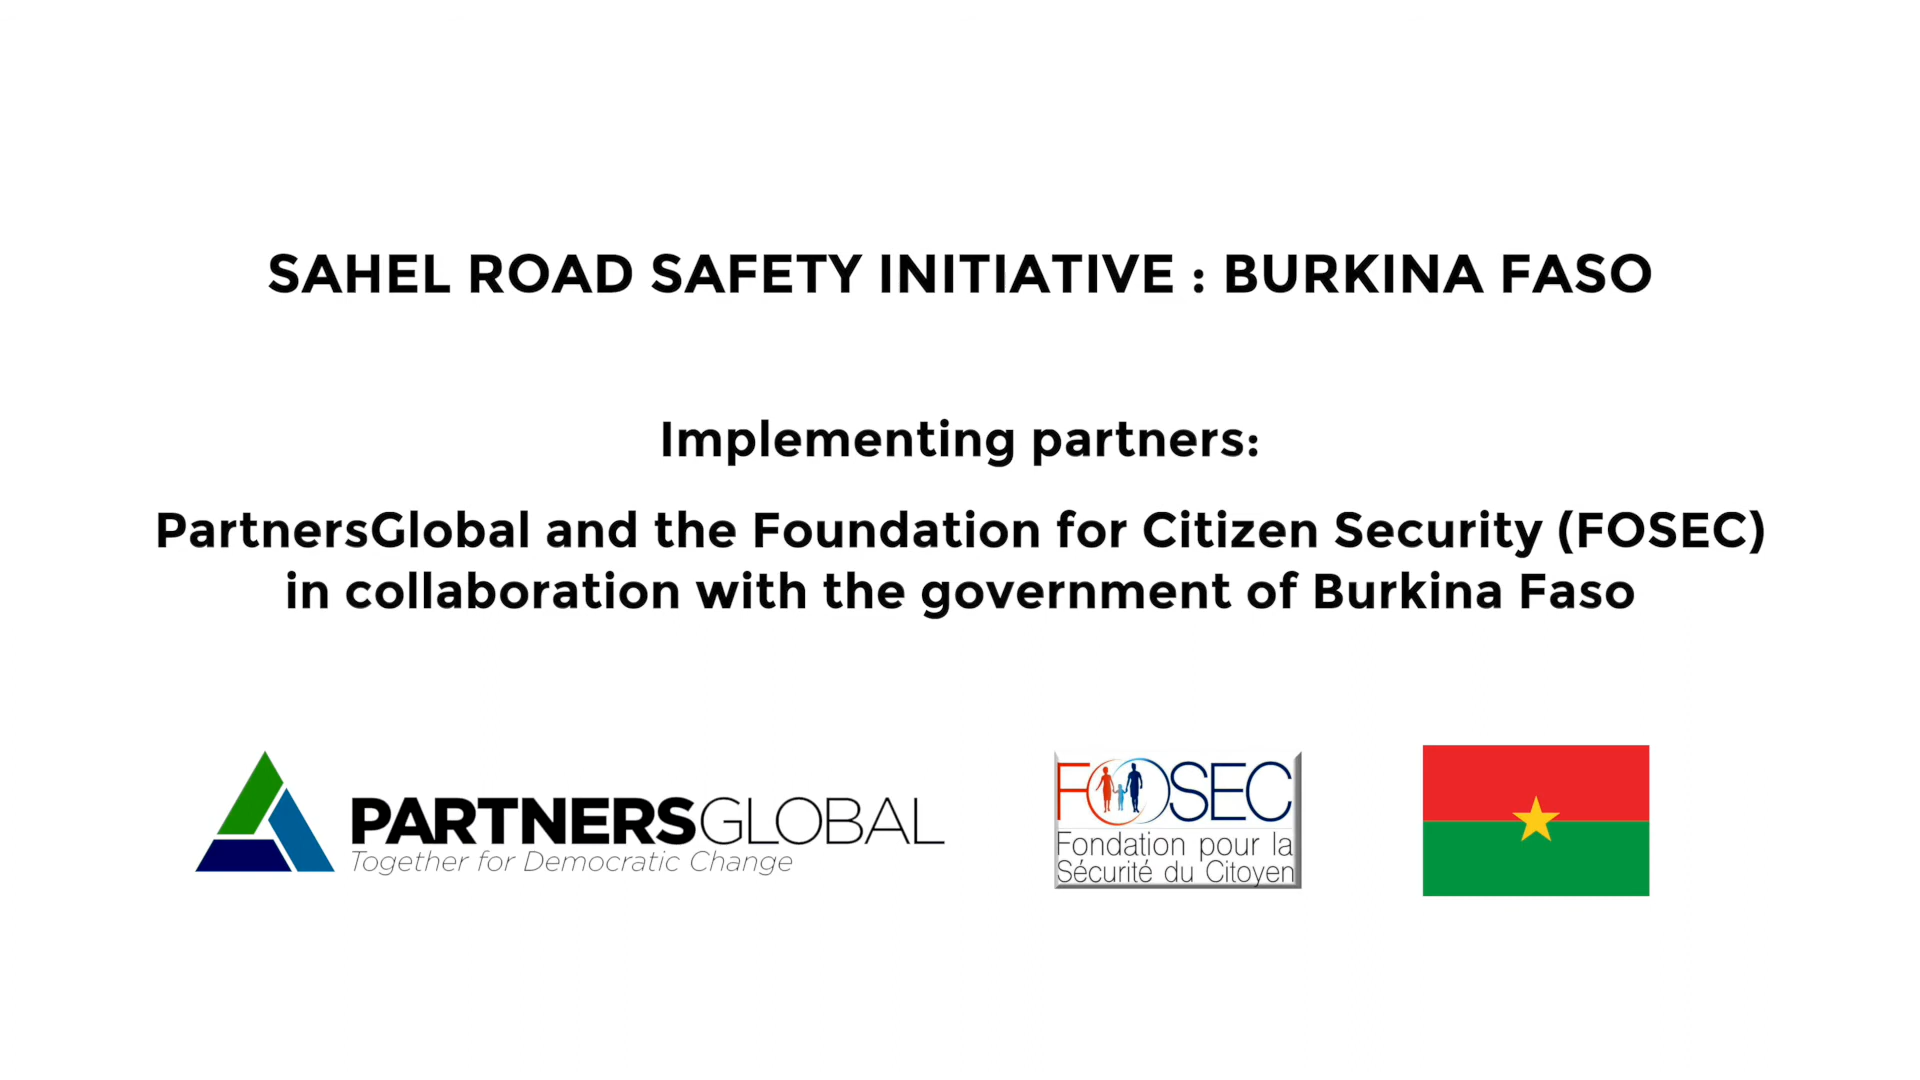 SAHEL ROAD SAFETY INITIATIVE : BURKINA FASO
Implementing partners:
PartnersGlobal and the Foundation for Citizen Security (FOSEC)
in collaboration with the government of Burkina Faso
PARTNERSGLOBAL
Together for Democratic Change
FOSEC
Fondation pour la
Sécurité du Citoyen